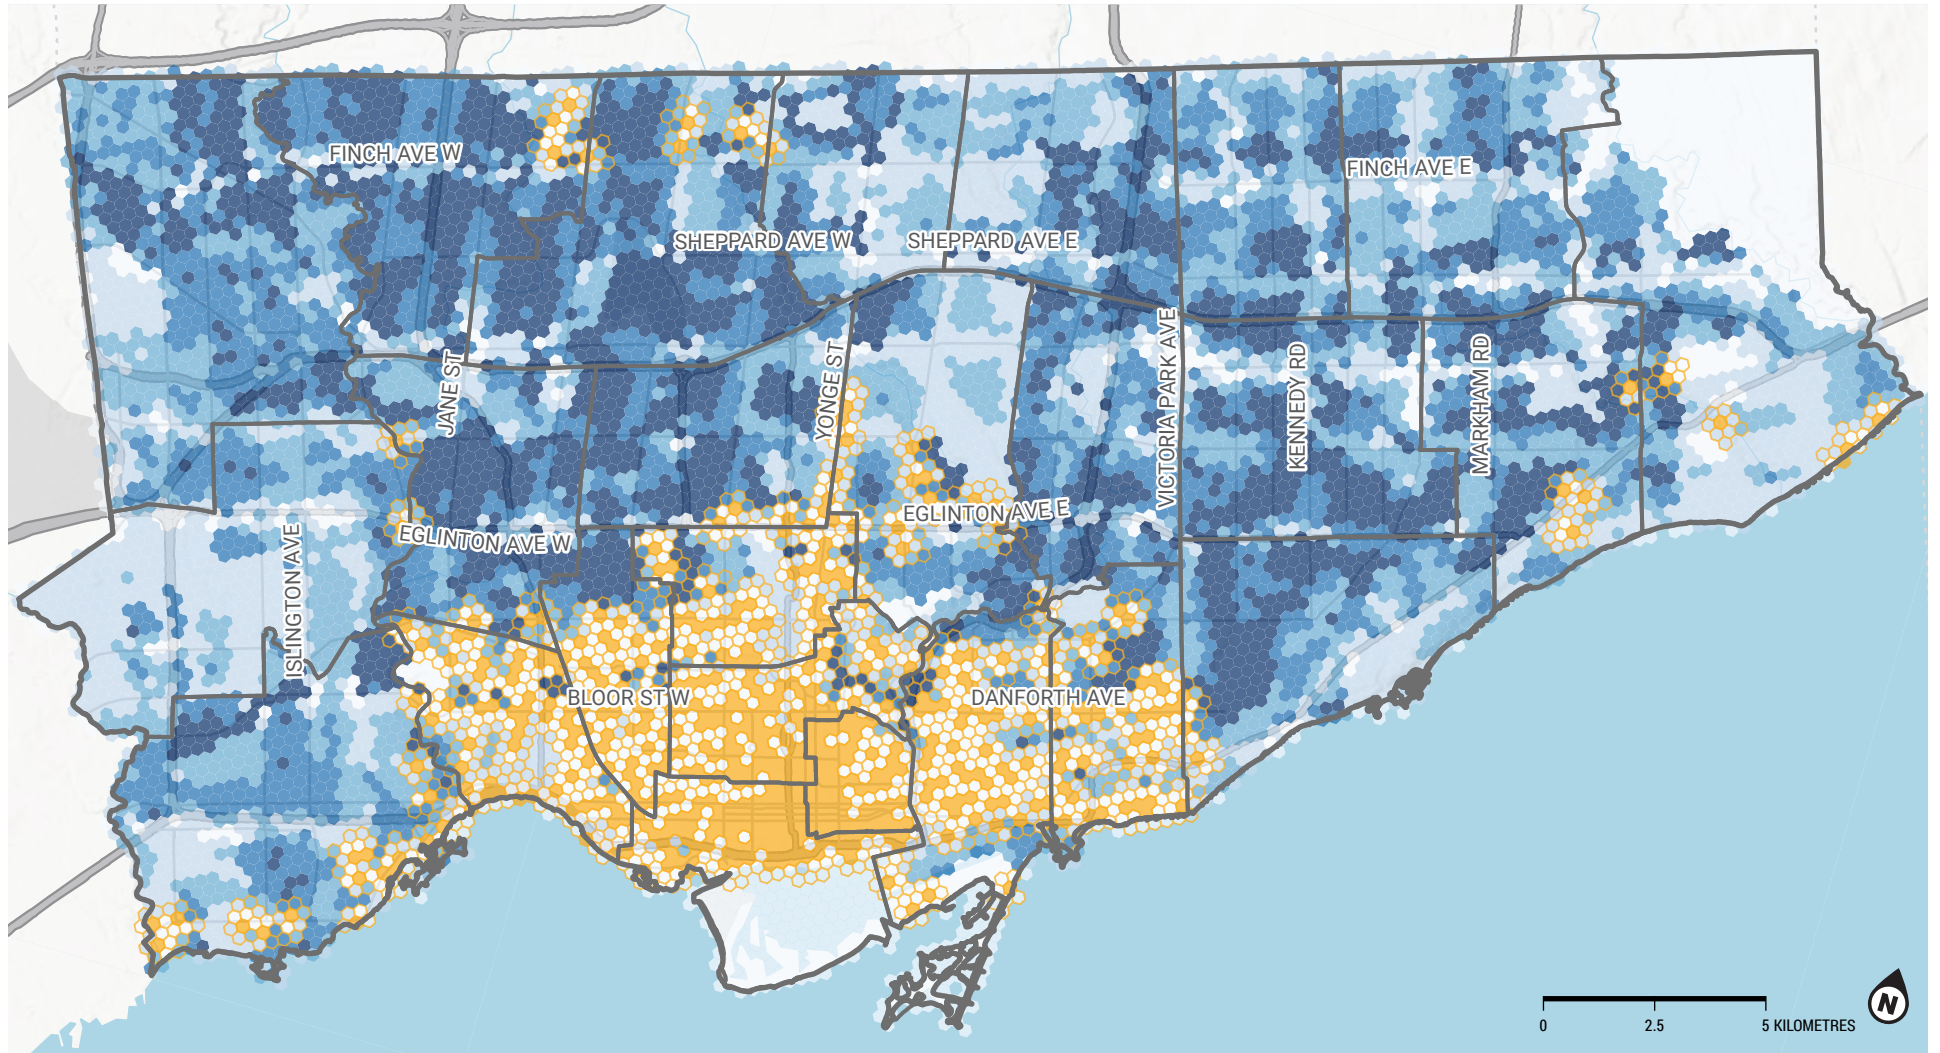 FINCH AVE W
FINCH AVE E
SHEPPARD AVE W
SHEPPARD AVE E
JANE ST
YONGE ST
VICTORIA PARK AVE
KENNEDY RD
MARKHAM RD
EGLINTON AVE W
EGLINTON AVE E
ISLINGTON AVE
BLOOR ST W
DANFORTH AVE
N
0 2.5 5 KILOMETRES